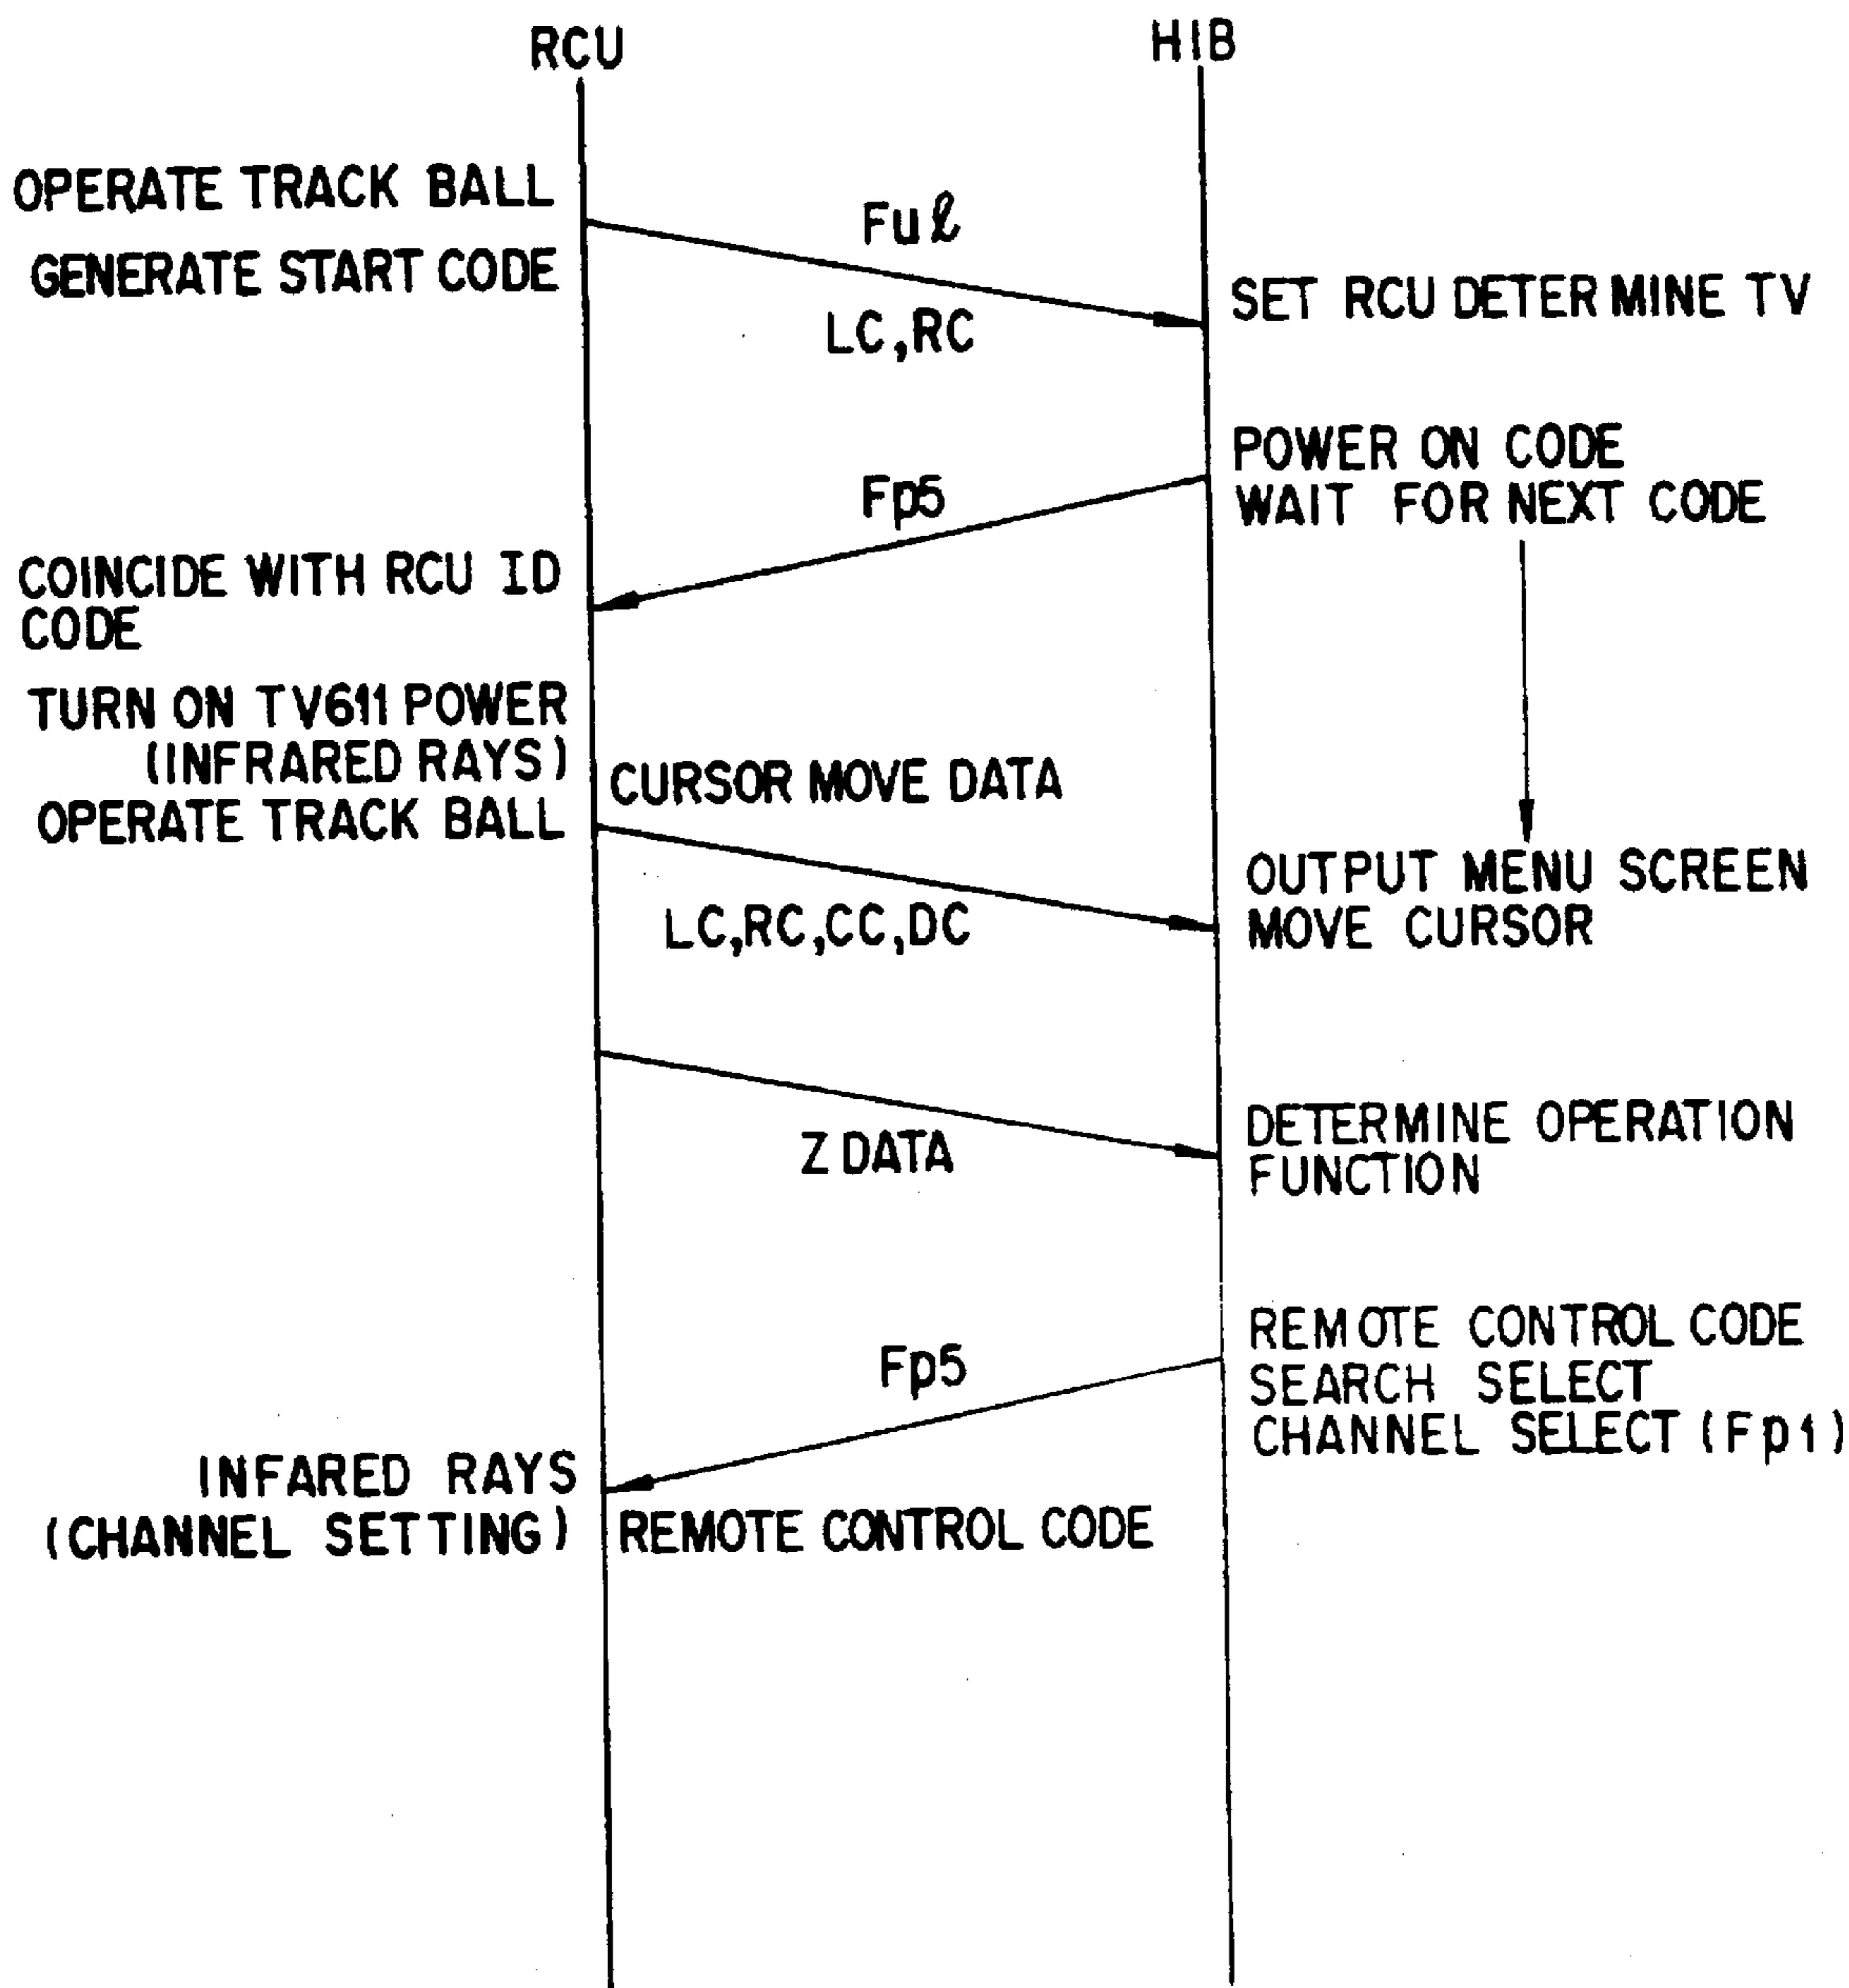 RCU
HIB
OPERATE TRACK BALL
GENERATE START CODE
Fuℓ
LC,RC
SET RCU DETERMINE TV
POWER ON CODE
WAIT FOR NEXT CODE
Fp5
COINCIDE WITH RCU ID
CODE
TURN ON TV611 POWER
(INFRARED RAYS)
OPERATE TRACK BALL
CURSOR MOVE DATA
LC,RC,CC,DC
OUTPUT MENU SCREEN
MOVE CURSOR
Z DATA
DETERMINE OPERATION
FUNCTION
Fp5
REMOTE CONTROL CODE
SEARCH SELECT
CHANNEL SELECT (Fp1)
INFARED RAYS
(CHANNEL SETTING)
REMOTE CONTROL CODE